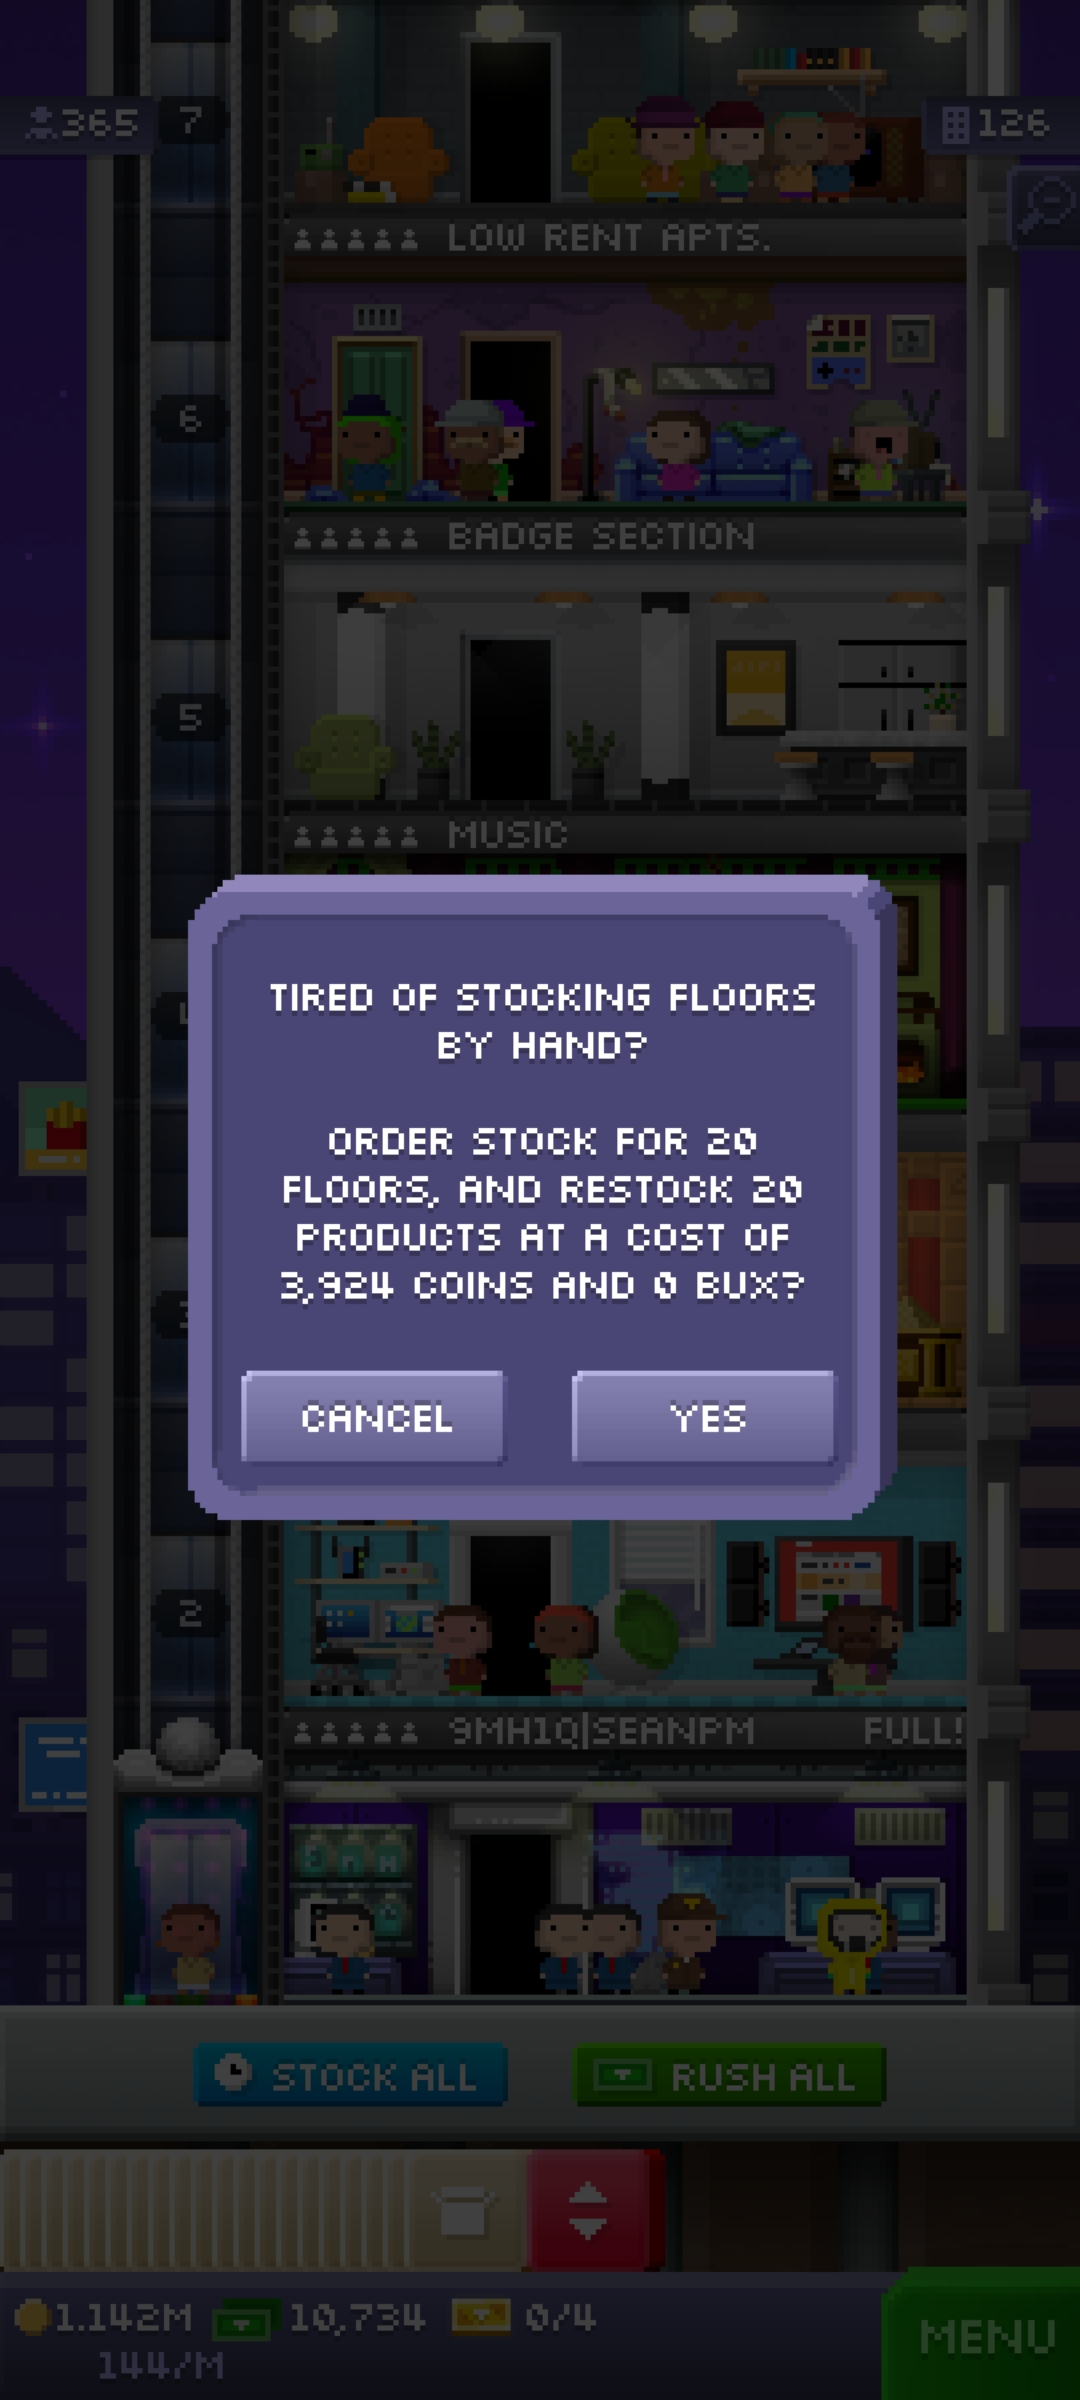 365
7
126
LOW RENT APTS.
6
BADGE SECTION
5
MUSIC
TIRED OF STOCKING FLOORS
BY HAND?
ORDER STOCK FOR 20
FLOORS, AND RESTOCK 20
PRODUCTS AT A COST OF
3,924 COINS AND 0 BUX?
CANCEL
YES
2
9MH1Q|SEANPM
FULL!
STOCK ALL
RUSH ALL
1.142M
10,734
0/4
144/M
MENU